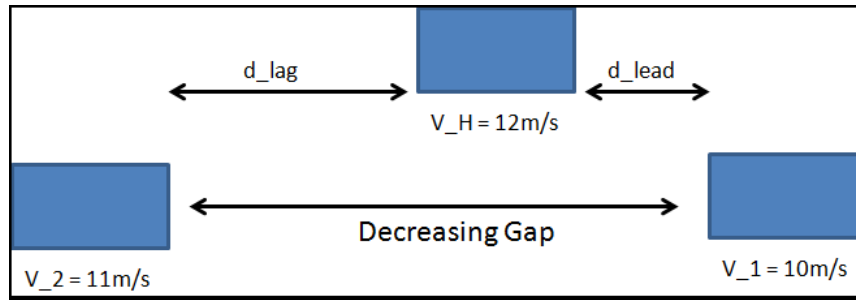 d_lag
d_lead
V_H = 12m/s
Decreasing Gap
V_2 = 11m/s
V_1 = 10m/s